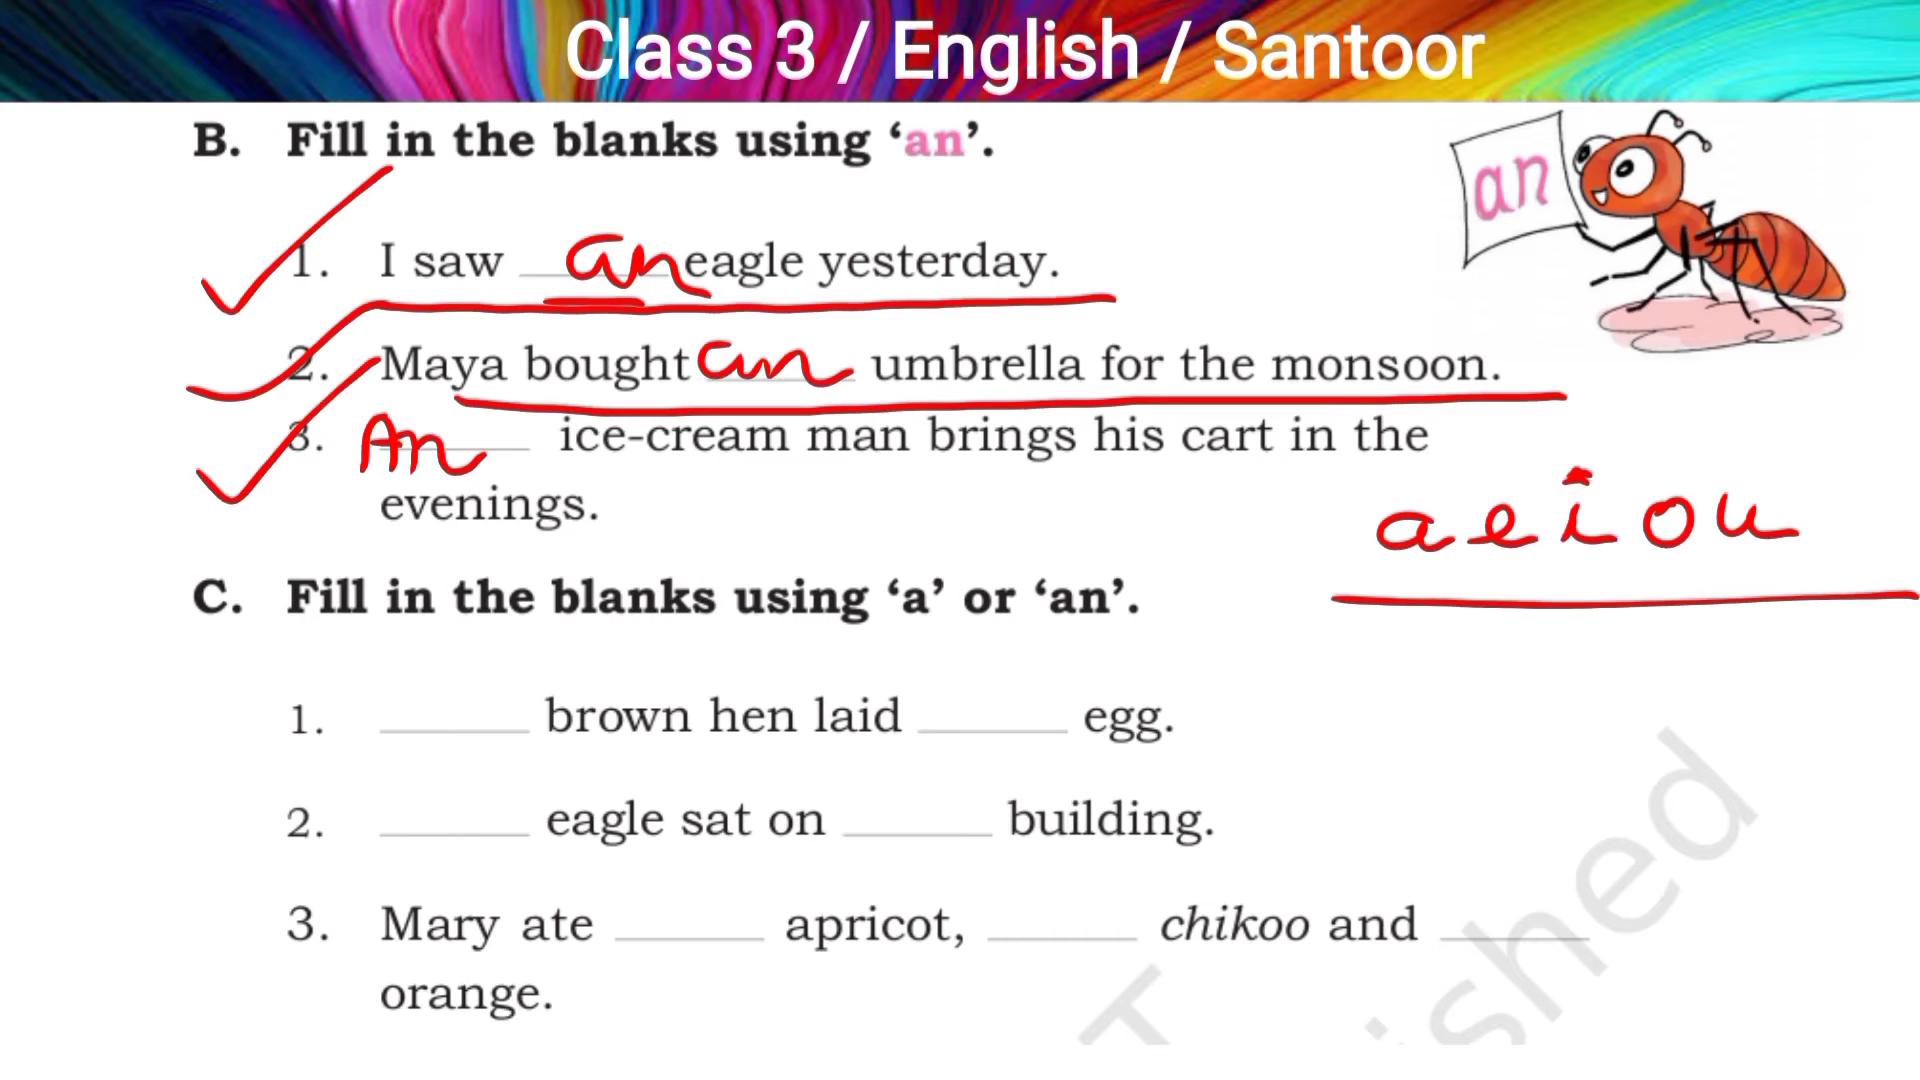 Class 3 / English / Santoor
B. Fill in the blanks using ‘an’.
an
1. I saw an eagle yesterday.
2. Maya bought an umbrella for the monsoon.
3. An ice-cream man brings his cart in the
evenings.
a e i o u
C. Fill in the blanks using ‘a’ or ‘an’.
1. ______ brown hen laid ______ egg.
2. ______ eagle sat on ______ building.
3. Mary ate ______ apricot, ______ chikoo and ______
orange.